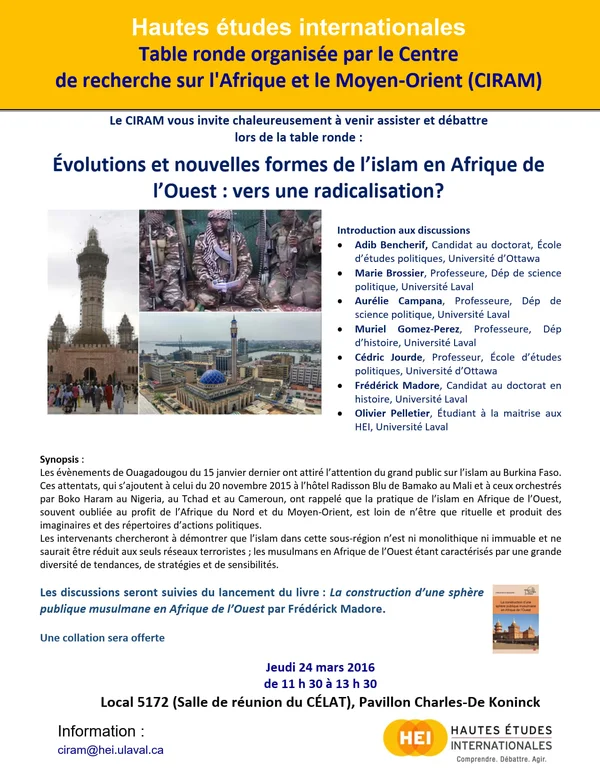 Hautes études internationales
Table ronde organisée par le Centre
de recherche sur l'Afrique et le Moyen-Orient (CIRAM)
Le CIRAM vous invite chaleureusement à venir assister et débattre
lors de la table ronde :
Évolutions et nouvelles formes de l'islam en Afrique de
l'Ouest : vers une radicalisation?
Introduction aux discussions
• Adib Bencherif, Candidat au doctorat, École
d'études politiques, Université d'Ottawa
• Marie Brossier, Professeure, Dép de science
politique, Université Laval
• Aurélie Campana, Professeure, Dép de
science politique, Université Laval
• Muriel Gomez-Perez, Professeure, Dép
d'histoire, Université Laval
• Cédric Jourde, Professeur, École d'études
politiques, Université d'Ottawa
• Frédérick Madore, Candidat au doctorat en
histoire, Université Laval
• Olivier Pelletier, Étudiant à la maitrise aux
HEI, Université Laval
Synopsis :
Les évènements de Ouagadougou du 15 janvier dernier ont attiré l'attention du grand public sur l'islam au Burkina Faso.
Ces attentats, qui s'ajoutent à celui du 20 novembre 2015 à l'hôtel Radisson Blu de Bamako au Mali et à ceux orchestrés
par Boko Haram au Nigeria, au Tchad et au Cameroun, ont rappelé que la pratique de l'islam en Afrique de l'Ouest,
souvent oubliée au profit de l'Afrique du Nord et du Moyen-Orient, est loin de n'être que rituelle et produit des
imaginaires et des répertoires d'actions politiques.
Les intervenants chercheront à démontrer que l'islam dans cette sous-région n'est ni monolithique ni immuable et ne
saurait être réduit aux seuls réseaux terroristes ; les musulmans en Afrique de l'Ouest étant caractérisés par une grande
diversité de tendances, de stratégies et de sensibilités.
Les discussions seront suivies du lancement du livre : La construction d'une sphère
publique musulmane en Afrique de l'Ouest par Frédérick Madore.
La construction d'une
sphère publique musulmane
en Afrique de l'Ouest
Une collation sera offerte
Jeudi 24 mars 2016
de 11 h 30 à 13 h 30
Local 5172 (Salle de réunion du CÉLAT), Pavillon Charles-De Koninck
Information :
ciram@hei.ulaval.ca
HEI
HAUTES ÉTUDES
INTERNATIONALES
Comprendre. Débattre. Agir.